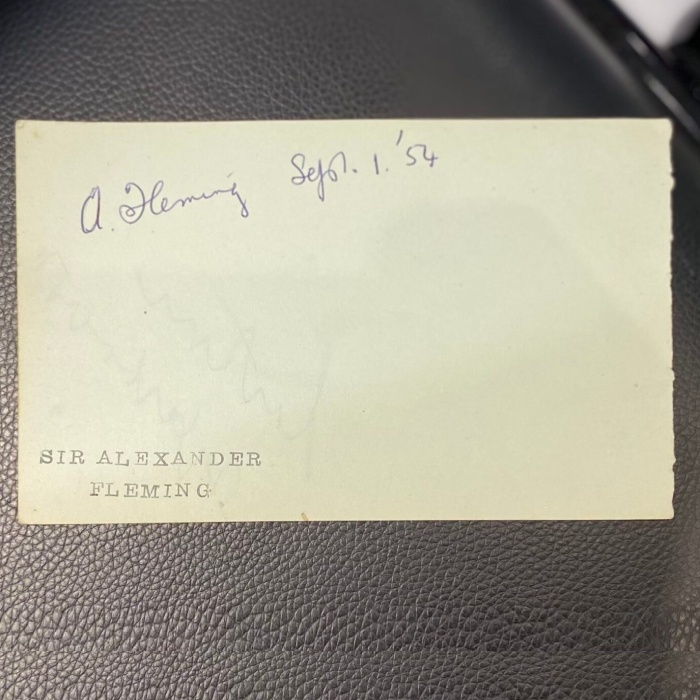 A. Fleming Sept. 1. '54
SIR ALEXANDER
FLEMING